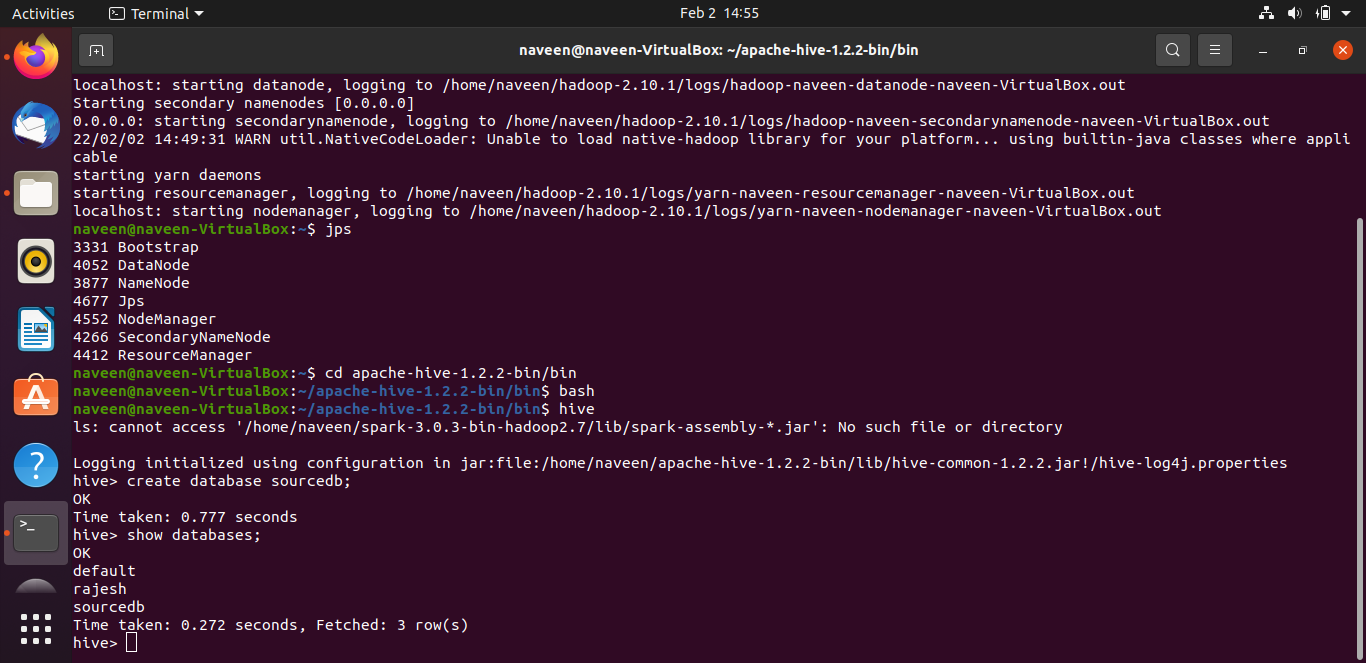 Activities
Terminal
Feb 2 14:55
naveen@naveen-VirtualBox: ~/apache-hive-1.2.2-bin/bin
localhost: starting datanode, logging to /home/naveen/hadoop-2.10.1/logs/hadoop-naveen-datanode-naveen-VirtualBox.out
Starting secondary namenodes [0.0.0.0]
0.0.0.0: starting secondarynamenode, logging to /home/naveen/hadoop-2.10.1/logs/hadoop-naveen-secondarynamenode-naveen-VirtualBox.out
22/02/02 14:49:31 WARN util.NativeCodeLoader: Unable to load native-hadoop library for your platform... using builtin-java classes where appli
cable
starting yarn daemons
starting resourcemanager, logging to /home/naveen/hadoop-2.10.1/logs/yarn-naveen-resourcemanager-naveen-VirtualBox.out
localhost: starting nodemanager, logging to /home/naveen/hadoop-2.10.1/logs/yarn-naveen-nodemanager-naveen-VirtualBox.out
naveen@naveen-VirtualBox:~$ jps
3331 Bootstrap
4052 DataNode
3877 NameNode
4677 Jps
4552 NodeManager
4266 SecondaryNameNode
4412 ResourceManager
naveen@naveen-VirtualBox:~$ cd apache-hive-1.2.2-bin/bin
naveen@naveen-VirtualBox:~/apache-hive-1.2.2-bin/bin$ bash
naveen@naveen-VirtualBox:~/apache-hive-1.2.2-bin/bin$ hive
ls: cannot access '/home/naveen/spark-3.0.3-bin-hadoop2.7/lib/spark-assembly-*.jar': No such file or directory
Logging initialized using configuration in jar:file:/home/naveen/apache-hive-1.2.2-bin/lib/hive-common-1.2.2.jar!/hive-log4j.properties
hive> create database sourcedb;
OK
Time taken: 0.777 seconds
hive> show databases;
OK
default
rajesh
sourcedb
Time taken: 0.272 seconds, Fetched: 3 row(s)
hive>